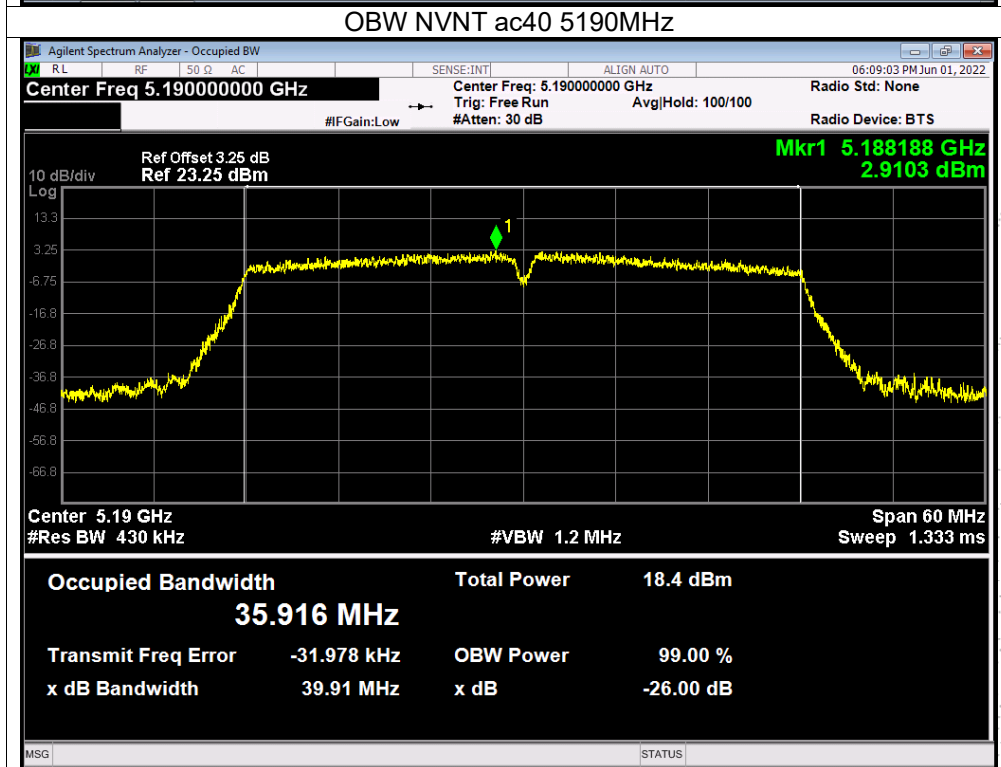 OBW NVNT ac40 5190MHz
Agilent Spectrum Analyzer - Occupied BW
LXI RL RF 50 Ω AC SENSE:INT ALIGN AUTO 06:09:03 PM Jun 01, 2022
Center Freq 5.190000000 GHz Center Freq: 5.190000000 GHz Radio Std: None
Trig: Free Run Avg|Hold: 100/100
#IFGain:Low #Atten: 30 dB Radio Device: BTS
Mkr1 5.188188 GHz
2.9103 dBm
Ref Offset 3.25 dB
10 dB/div Ref 23.25 dBm
Log
13.3
1
3.25
-6.75
-16.8
-26.8
-36.8
-46.8
-56.8
-66.8
Center 5.19 GHz Span 60 MHz
#Res BW 430 kHz #VBW 1.2 MHz Sweep 1.333 ms
Occupied Bandwidth Total Power 18.4 dBm
35.916 MHz
Transmit Freq Error -31.978 kHz OBW Power 99.00 %
x dB Bandwidth 39.91 MHz x dB -26.00 dB
MSG STATUS